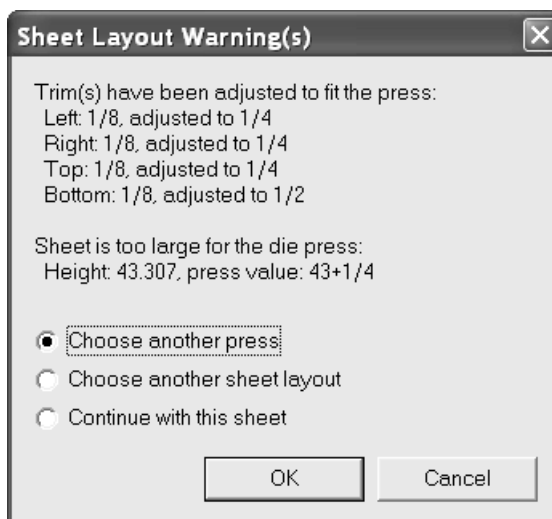 Sheet Layout Warning(s)
Trim(s) have been adjusted to fit the press:
Left: 1/8, adjusted to 1/4
Right: 1/8, adjusted to 1/4
Top: 1/8, adjusted to 1/4
Bottom: 1/8, adjusted to 1/2
Sheet is too large for the die press:
Height: 43.307, press value: 43+1/4
Choose another press
Choose another sheet layout
Continue with this sheet
OK Cancel